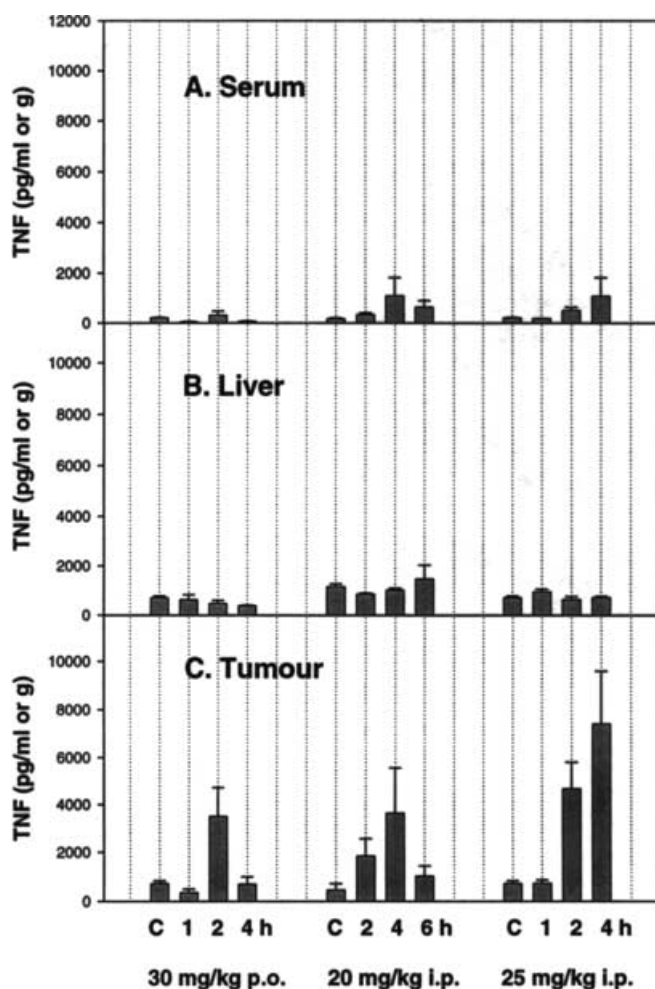 12000
10000
A. Serum
8000
6000
4000
2000
0
TNF (pg/ml or g)
10000
B. Liver
8000
6000
4000
2000
0
TNF (pg/ml or g)
10000
C. Tumour
8000
6000
4000
2000
0
TNF (pg/ml or g)
C 1 2 4 h C 2 4 6 h C 1 2 4 h
30 mg/kg p.o. 20 mg/kg i.p. 25 mg/kg i.p.